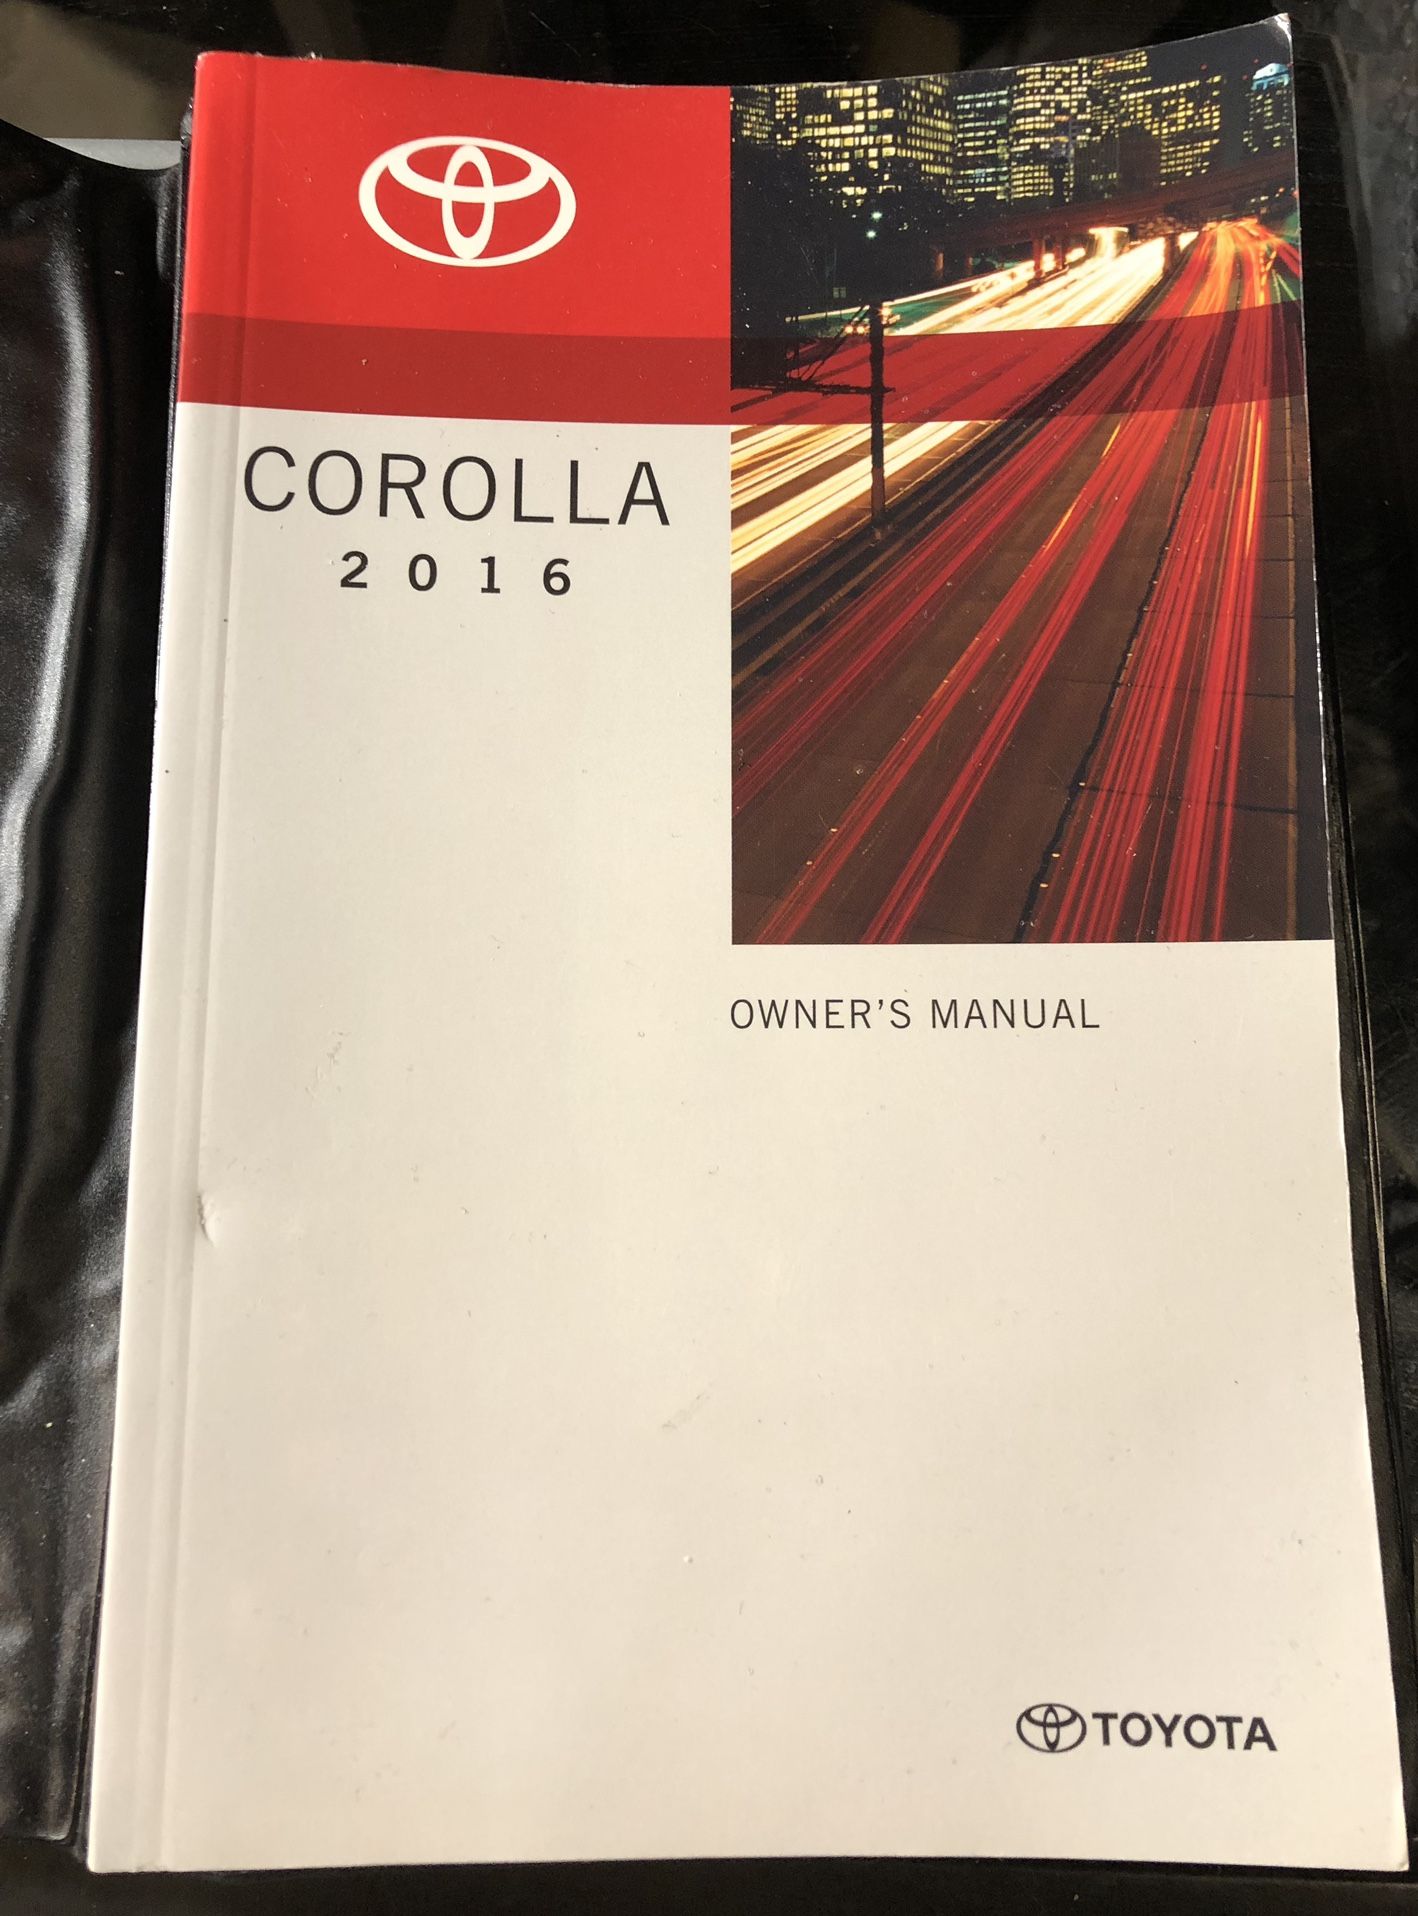 COROLLA
2016
OWNER'S MANUAL
TOYOTA